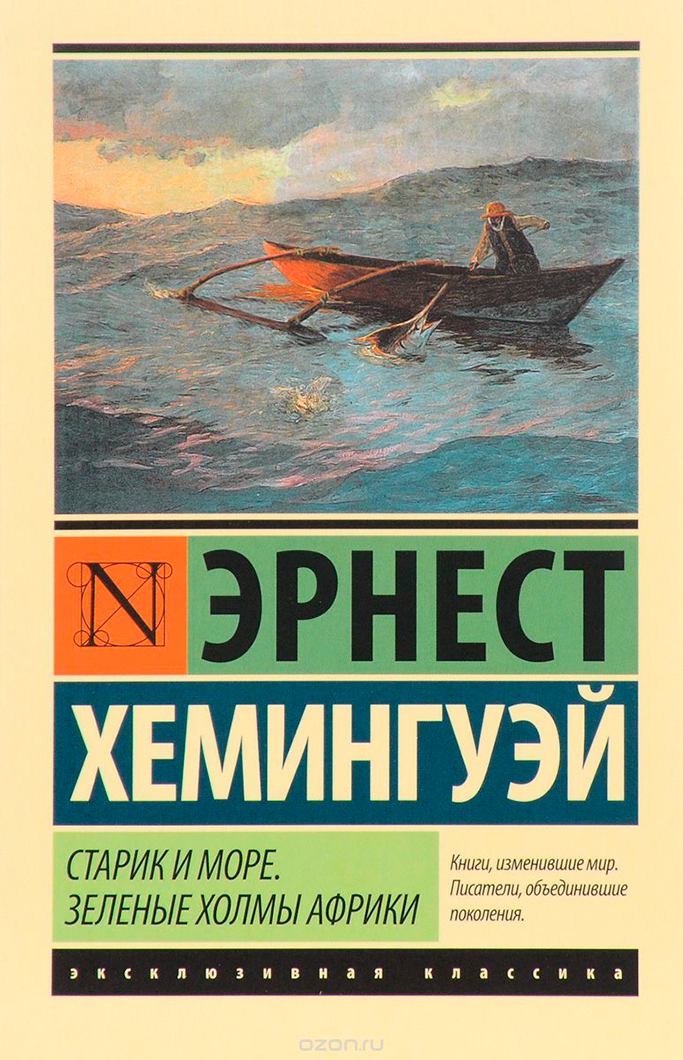 N
ЭРНЕСТ
ХЕМИНГУЭЙ
СТАРИК И МОРЕ.
ЗЕЛЕНЫЕ ХОЛМЫ АФРИКИ
Книги, изменившие мир.
Писатели, объединившие
поколения.
эксклюзивная классика
ozon.ru